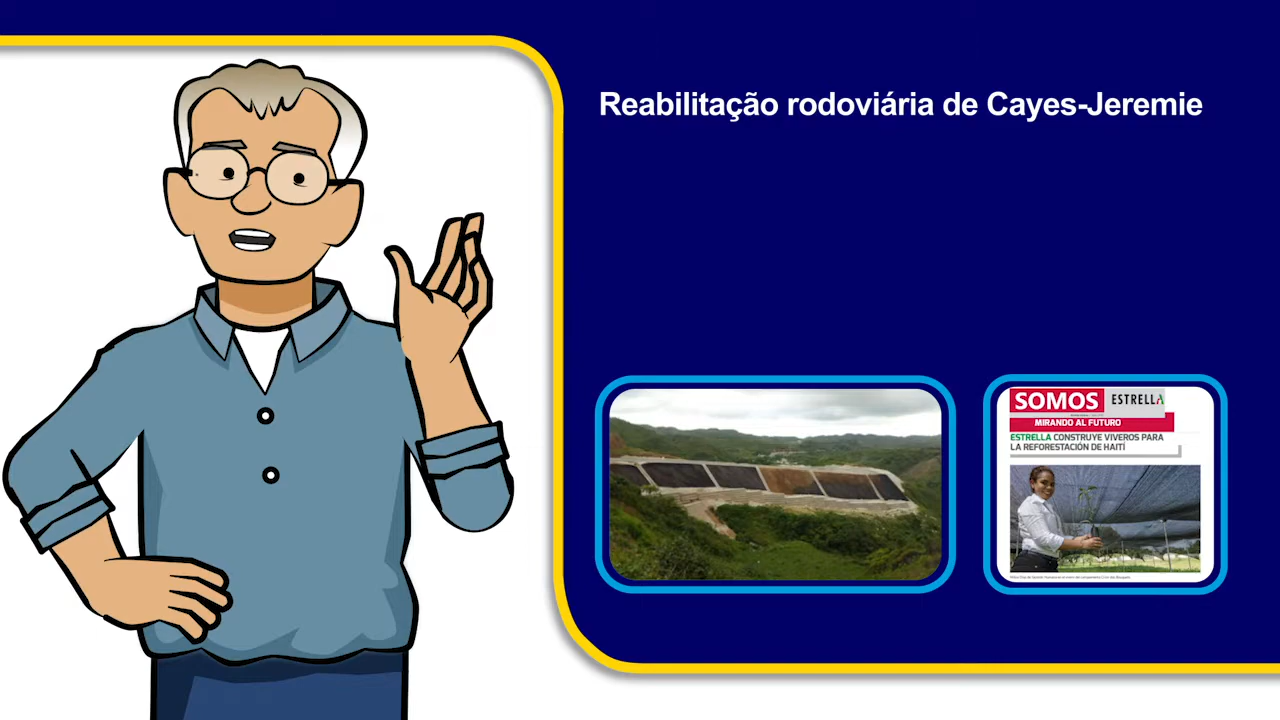 Reabilitação rodoviária de Cayes-Jeremie
SOMOS ESTRELLA
MIRANDO AL FUTURO
ESTRELLA CONSTRUYE VIVEROS PARA
LA REFORESTACIÓN DE HAITÍ